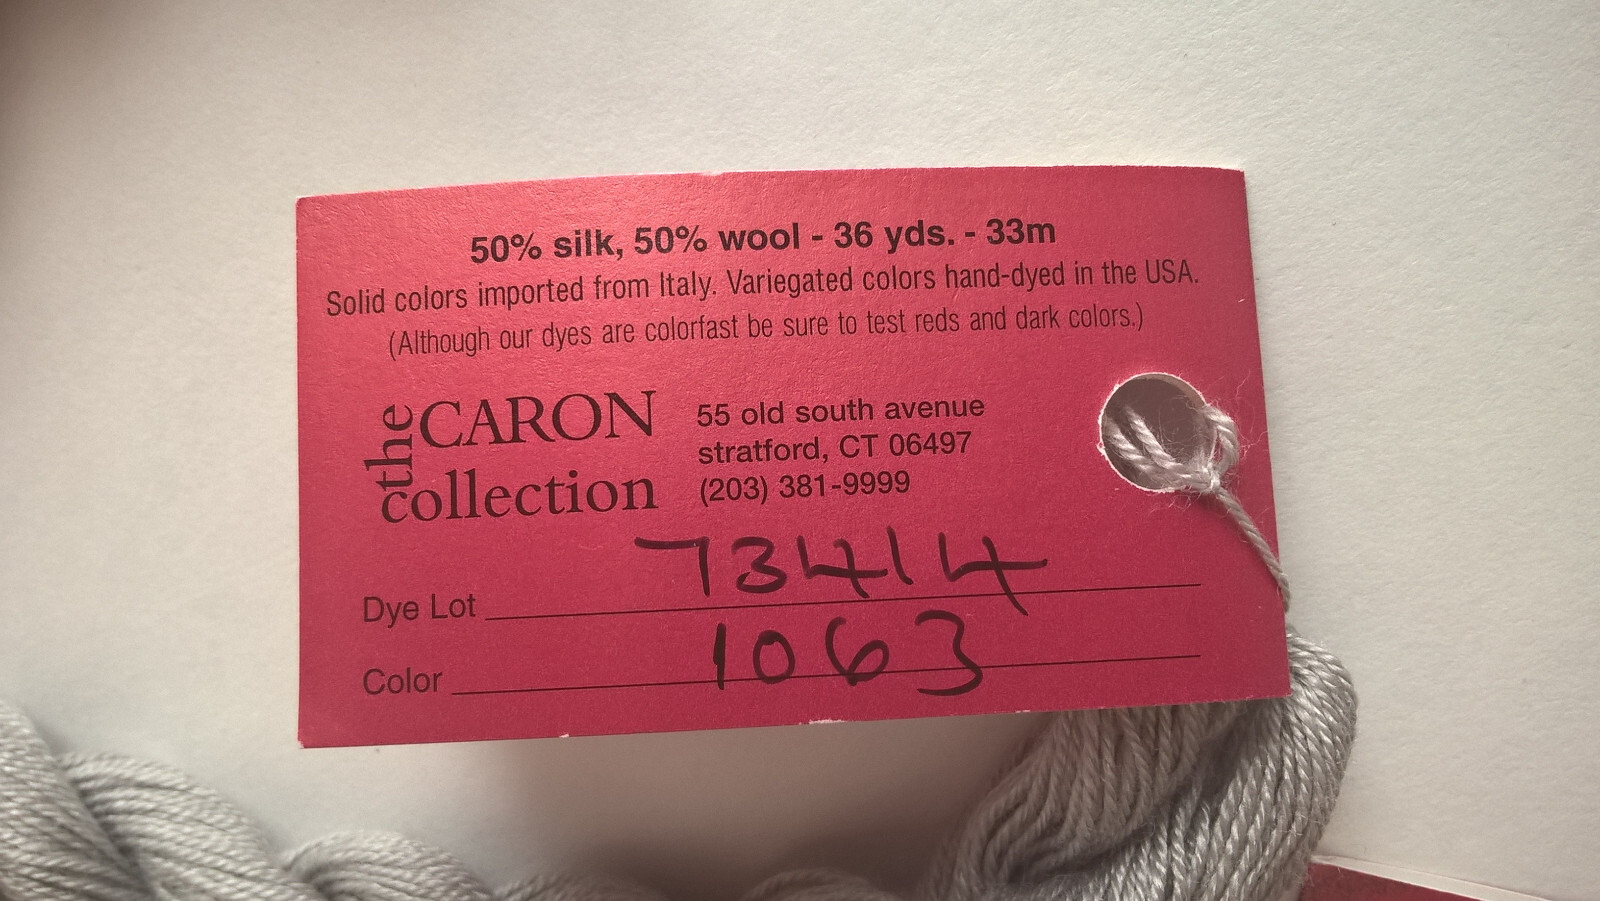 50% silk, 50% wool - 36 yds. - 33m
Solid colors imported from Italy. Variegated colors hand-dyed in the USA.
(Although our dyes are colorfast be sure to test reds and dark colors.)
the CARON
collection
55 old south avenue
stratford, CT 06497
(203) 381-9999
Dye Lot 73414
Color 1063